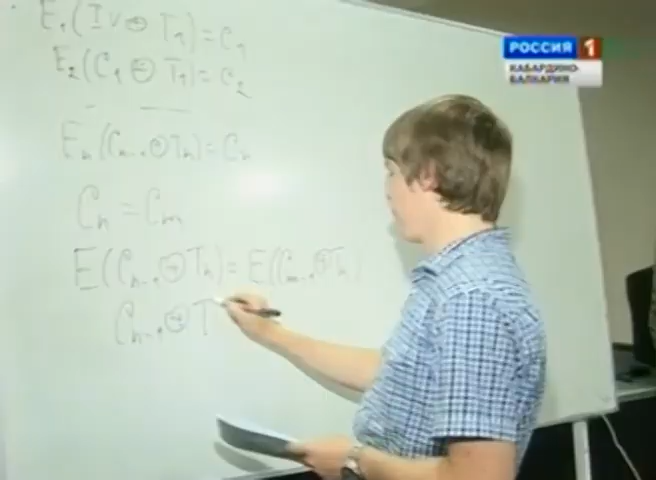 E₁(IV ⊕ T₁) = C₁
E₂(C₁ ⊕ T₁) = C₂
Eₙ(Cₙ₋₁ ⊕ Tₙ) = Cₙ
Cₙ = Cₘ
E(Cₙ₋₁ ⊕ Tₙ) = E(Cₘ₋₁ ⊕ Tₙ)
Cₙ₋₁ ⊕ T
РОССИЯ 1
КАБАРДИНО-
БАЛКАРИЯ